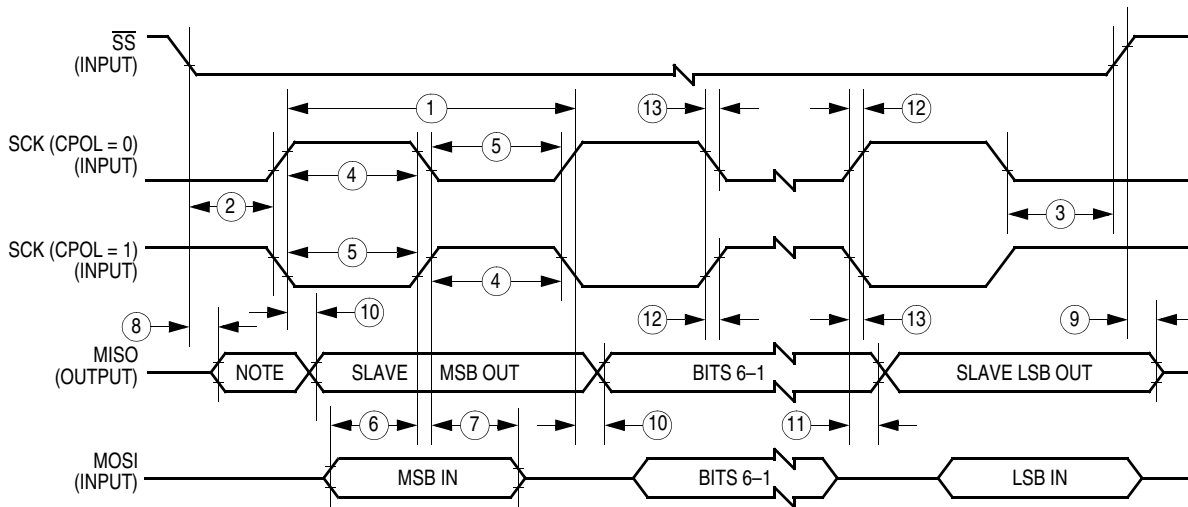 SS
(INPUT)
1
13
12
SCK (CPOL = 0)
(INPUT)
5
4
2
3
SCK (CPOL = 1)
(INPUT)
5
4
8
10
12
13
9
MISO
(OUTPUT)
NOTE
SLAVE MSB OUT
BITS 6–1
SLAVE LSB OUT
6
7
10
11
MOSI
(INPUT)
MSB IN
BITS 6–1
LSB IN